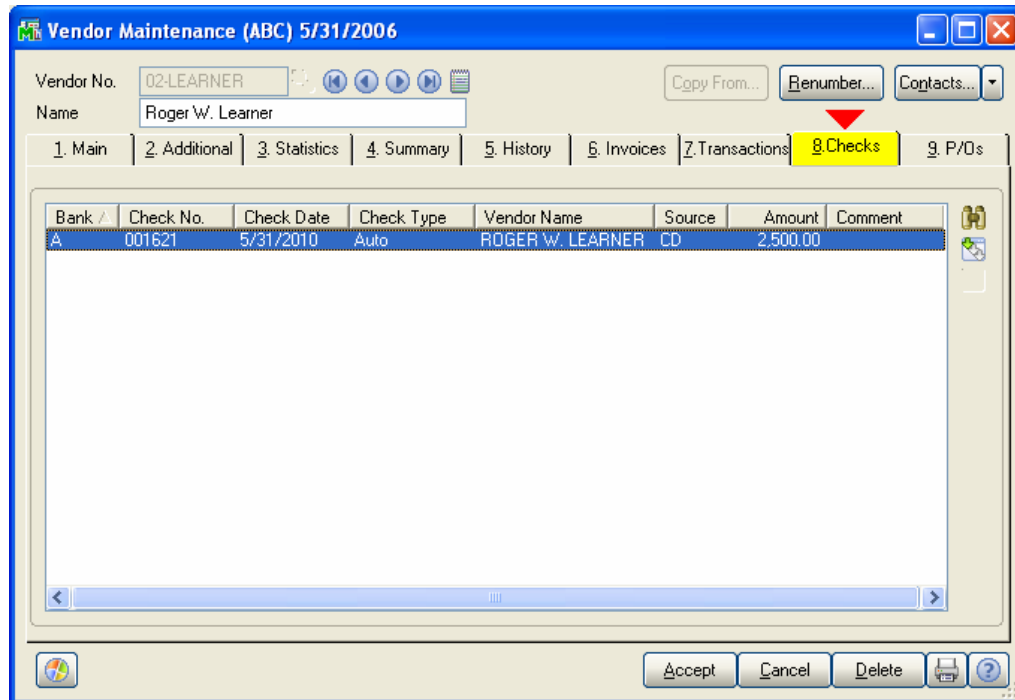 Vendor Maintenance (ABC) 5/31/2006
Vendor No. 02-LEARNER Copy From... Renumber... Contacts...
Name Roger W. Learner
1. Main 2. Additional 3. Statistics 4. Summary 5. History 6. Invoices 7.Transactions 8.Checks 9. P/Os
Bank Check No. Check Date Check Type Vendor Name Source Amount Comment
A 001621 5/31/2010 Auto ROGER W. LEARNER CD 2,500.00
Accept Cancel Delete